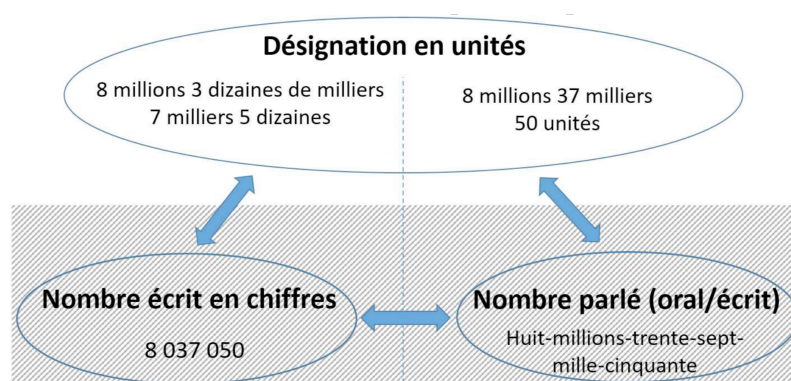 Désignation en unités
8 millions 3 dizaines de milliers
7 milliers 5 dizaines
8 millions 37 milliers
50 unités
Nombre écrit en chiffres
8 037 050
Nombre parlé (oral/écrit)
Huit-millions-trente-sept-
mille-cinquante